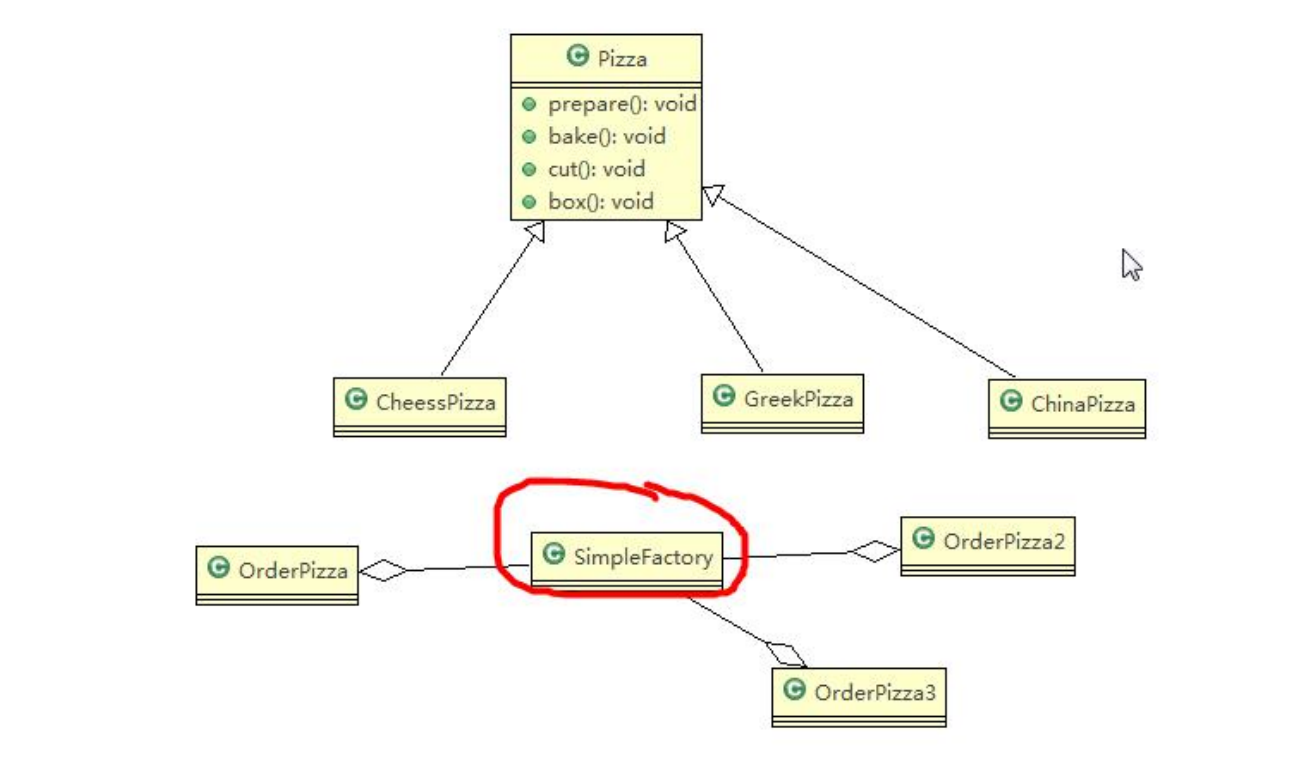 Pizza
prepare(): void
bake(): void
cut(): void
box(): void
CheessPizza
GreekPizza
ChinaPizza
OrderPizza
SimpleFactory
OrderPizza2
OrderPizza3